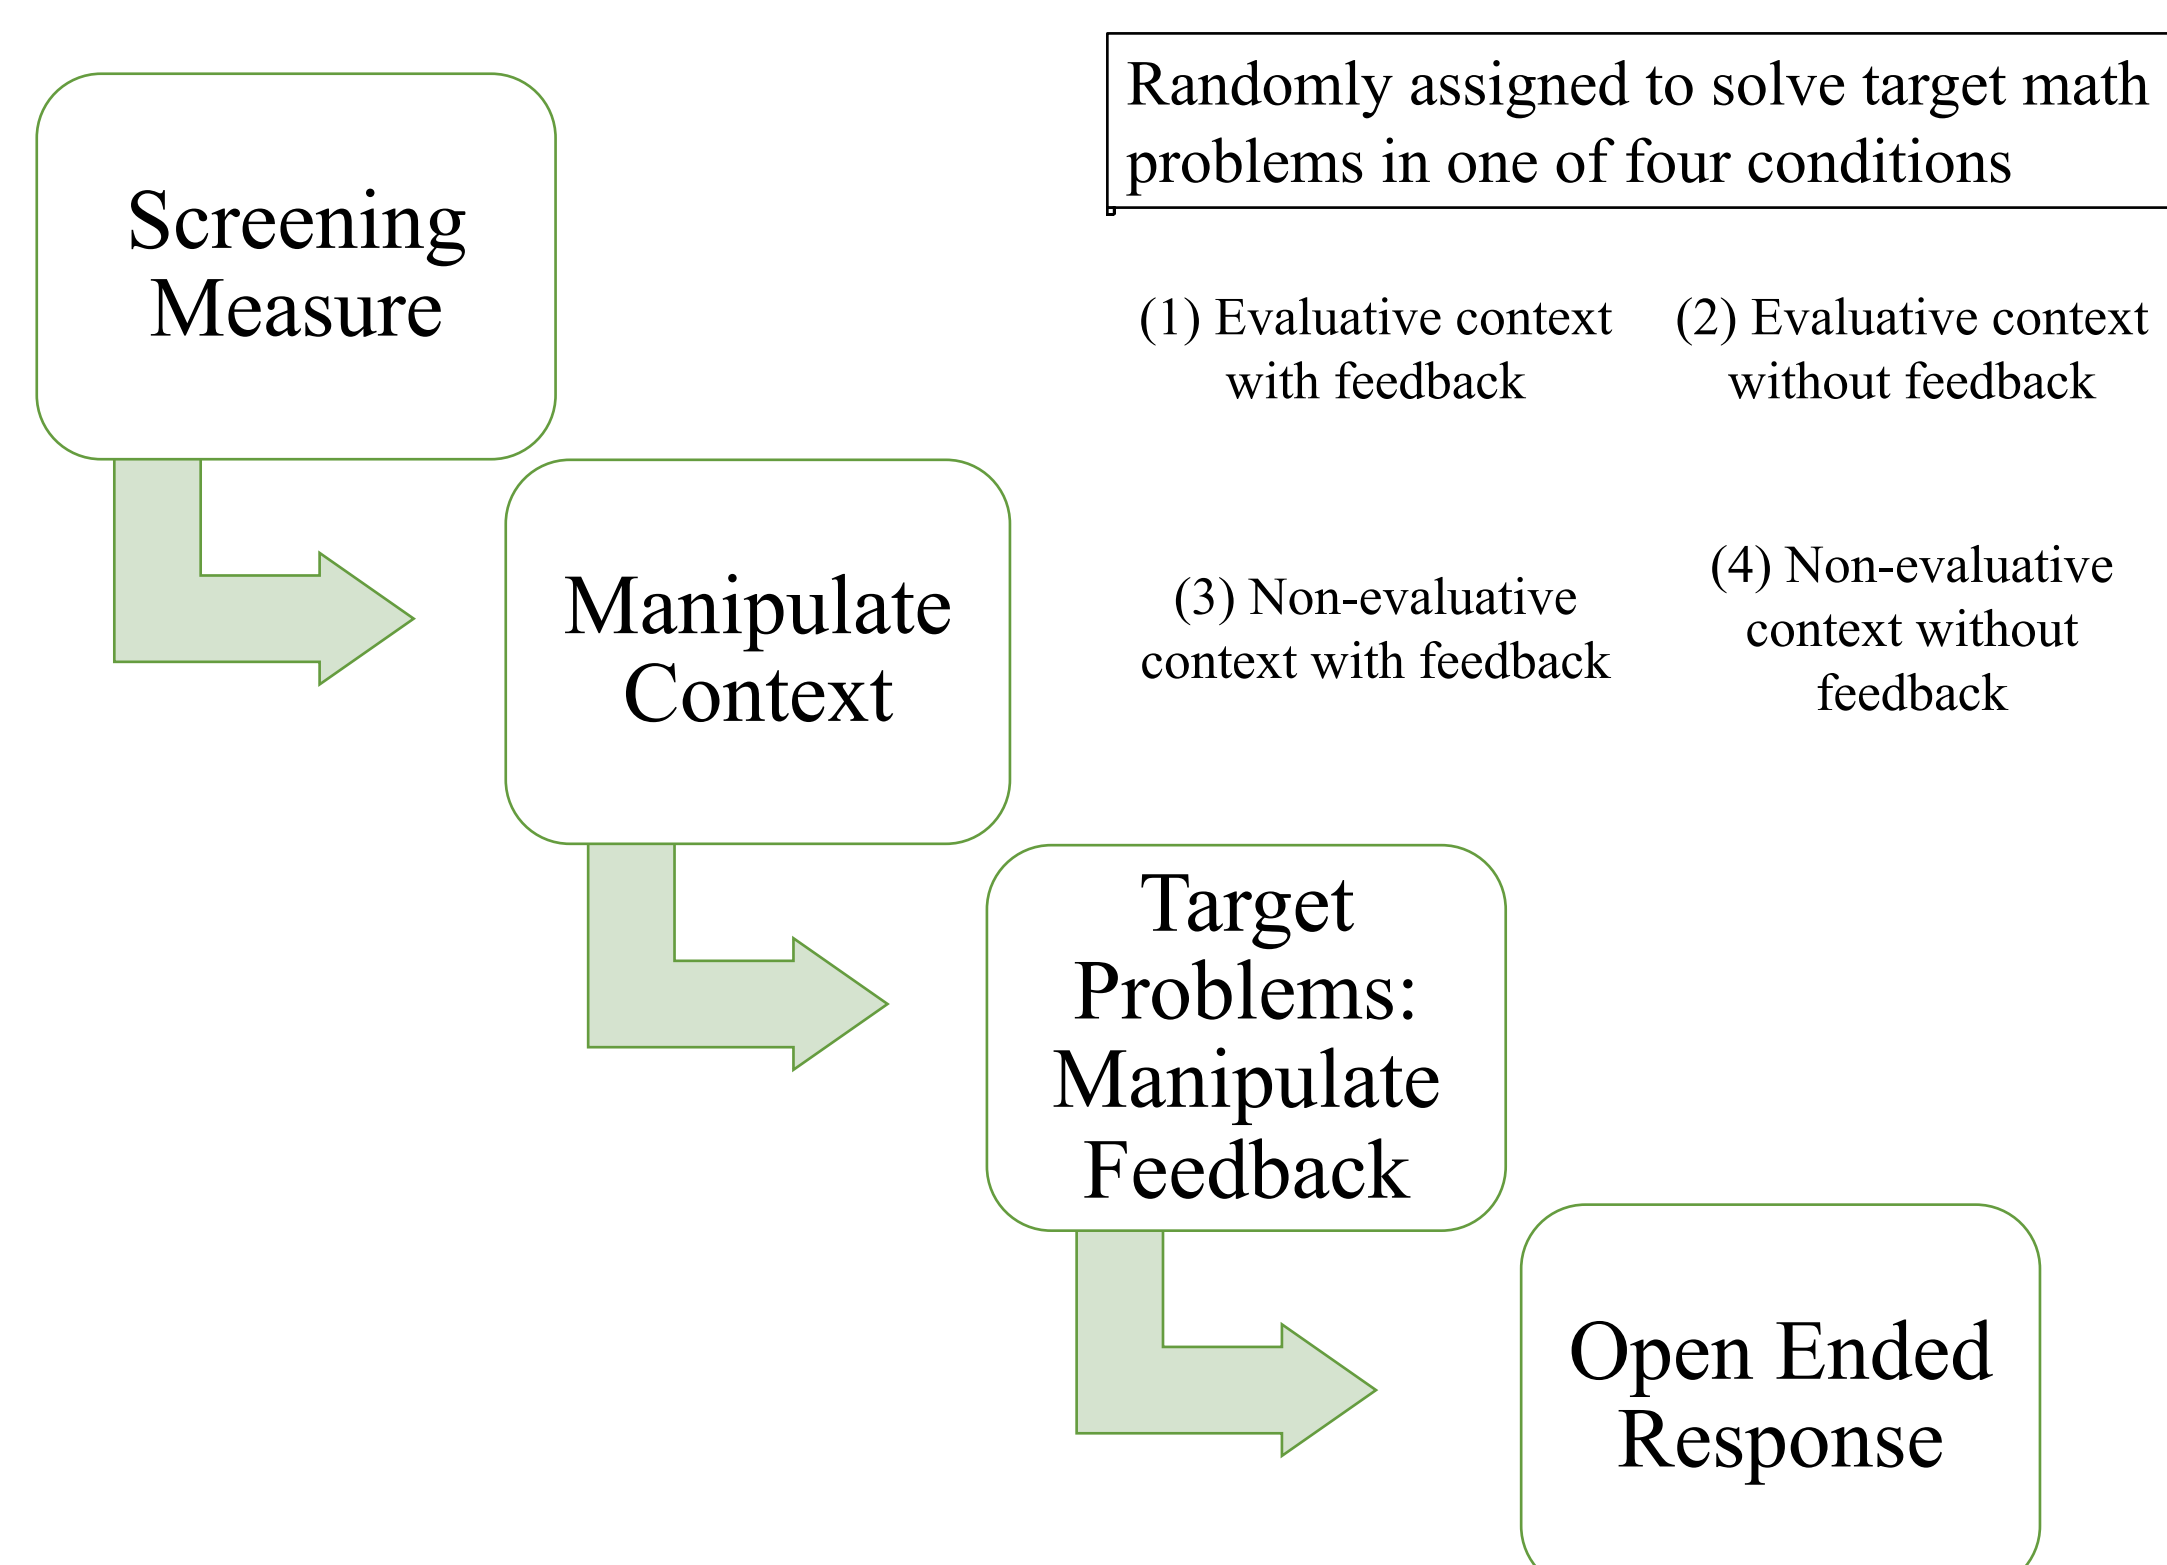 Screening
Measure
Randomly assigned to solve target math
problems in one of four conditions
(1) Evaluative context
with feedback
(2) Evaluative context
without feedback
(3) Non-evaluative
context with feedback
(4) Non-evaluative
context without
feedback
Manipulate
Context
Target
Problems:
Manipulate
Feedback
Open Ended
Response